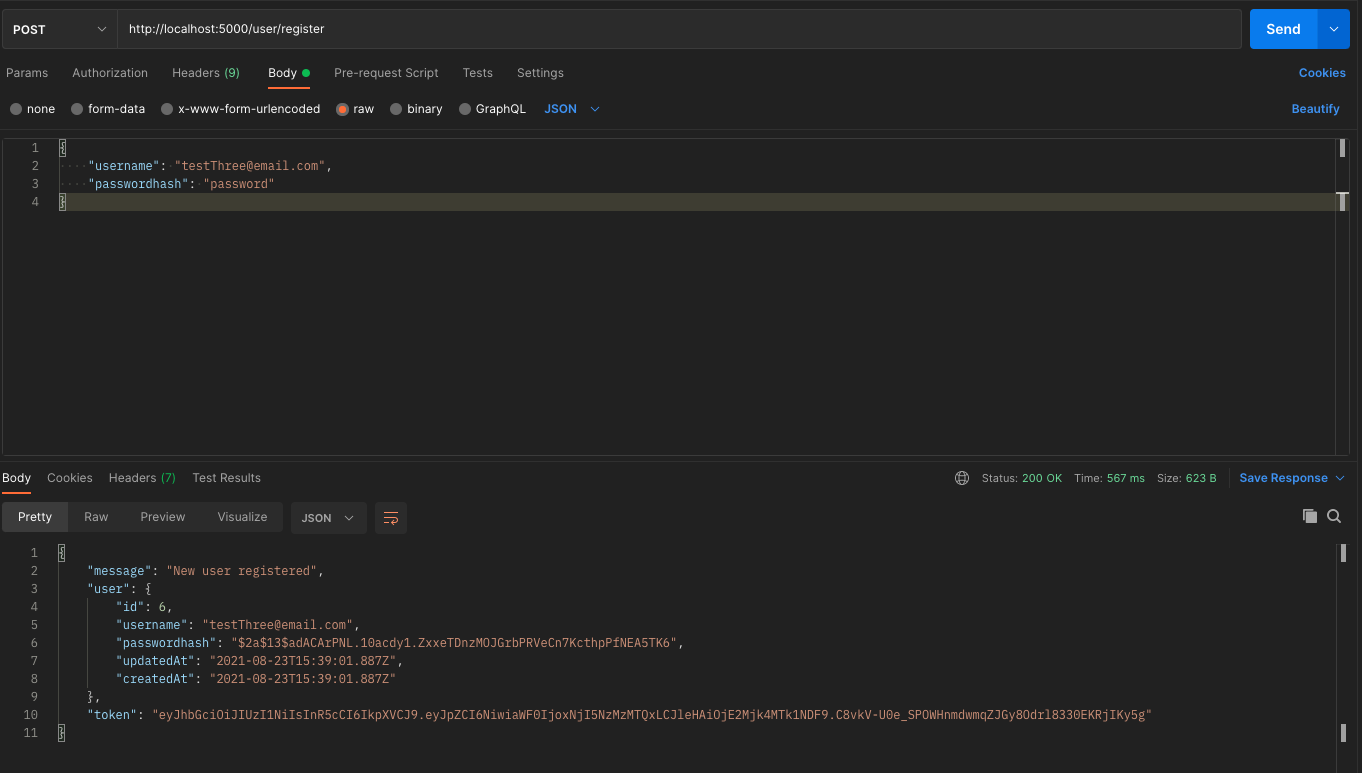 POST http://localhost:5000/user/register Send
Params Authorization Headers (9) Body Pre-request Script Tests Settings Cookies
none form-data x-www-form-urlencoded raw binary GraphQL JSON Beautify
1 {
2 "username": "testThree@email.com",
3 "passwordhash": "password"
4 }
Body Cookies Headers (7) Test Results Status: 200 OK Time: 567 ms Size: 623 B Save Response
Pretty Raw Preview Visualize JSON
1 {
2 "message": "New user registered",
3 "user": {
4 "id": 6,
5 "username": "testThree@email.com",
6 "passwordhash": "$2a$13$adACArPNL.10acdy1.ZxxeTDnzMOJGrbPRVeCn7KcthpPfNEA5TK6",
7 "updatedAt": "2021-08-23T15:39:01.887Z",
8 "createdAt": "2021-08-23T15:39:01.887Z"
9 },
10 "token": "eyJhbGciOiJIUzI1NiIsInR5cCI6IkpXVCJ9.eyJpZCI6NiwiaWF0IjoxNjI5NzMzMTQxLCJleHAiOjE2Mjk4MTk1NDF9.C8vkV-U0e_SPOWHnmdwmqZJGy8Odrl8330EKRjIKy5g"
11 }